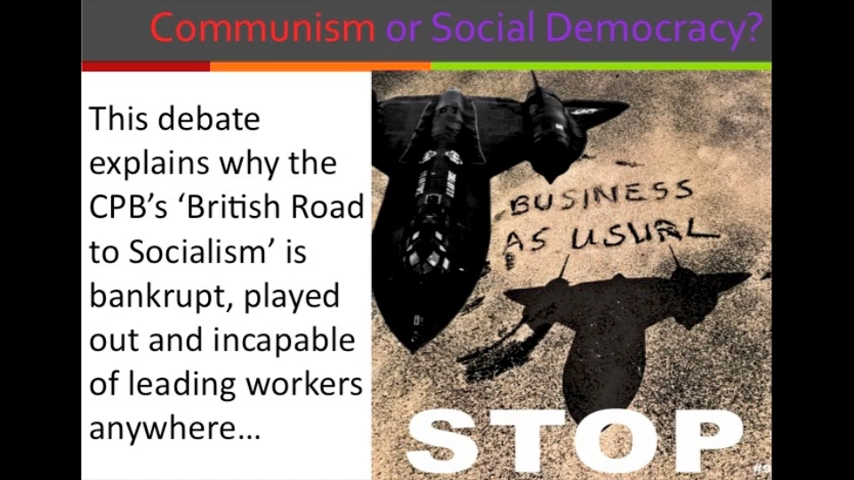 Communism or Social Democracy?
This debate
explains why the
CPB's 'British Road
to Socialism' is
bankrupt, played
out and incapable
of leading workers
anywhere...
BUSINESS
AS USUAL
STOP